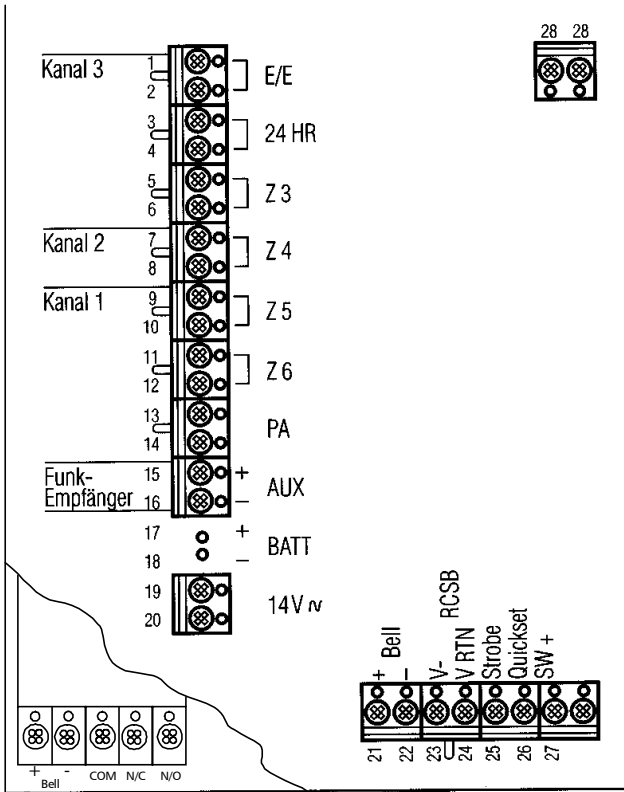 28 28
Kanal 3 1 E/E
2
3 24 HR
4
5 Z 3
6
Kanal 2 7 Z 4
8
Kanal 1 9 Z 5
10
11 Z 6
12
13 PA
14
Funk- 15 + AUX
Empfänger 16 –
17 + BATT
18 –
19 14V ∿
20
+ Bell –
V- V RTN RCSB
Strobe
Quickset
SW +
21 22 23 24 25 26 27
+ - COM N/C N/O
Bell